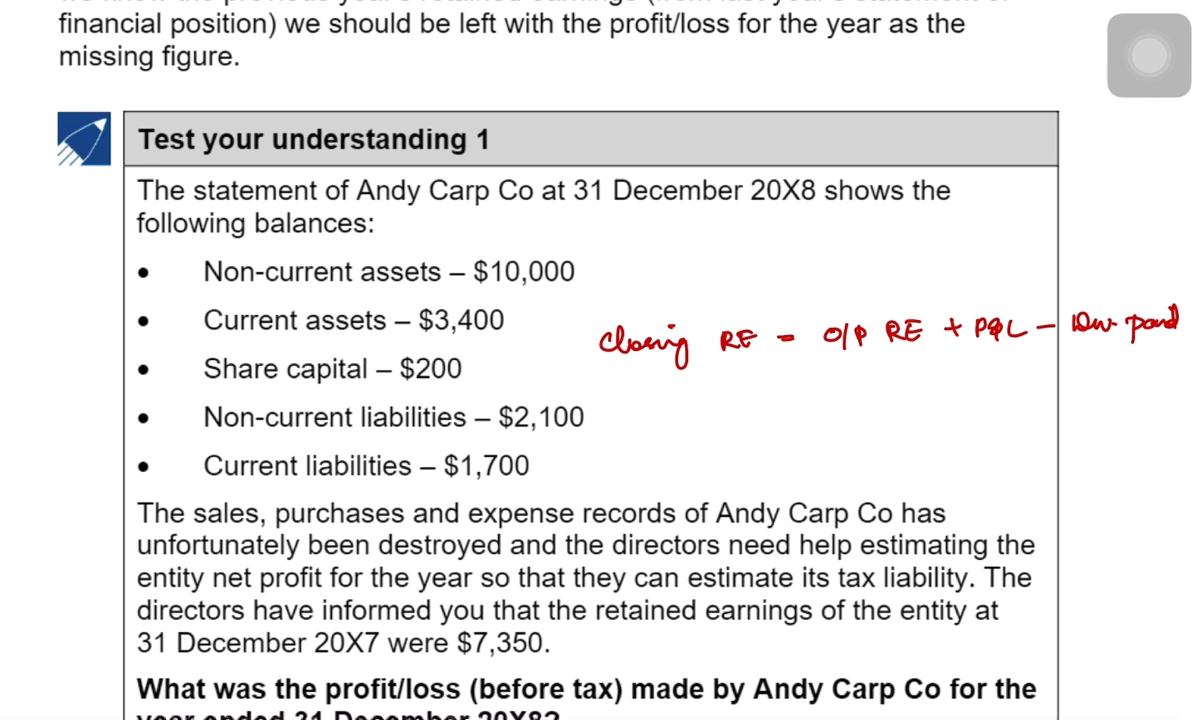 financial position) we should be left with the profit/loss for the year as the
missing figure.
Test your understanding 1
The statement of Andy Carp Co at 31 December 20X8 shows the
following balances:
• Non-current assets – $10,000
• Current assets – $3,400
closing RE = O/P RE + P&L – Div. paid
• Share capital – $200
• Non-current liabilities – $2,100
• Current liabilities – $1,700
The sales, purchases and expense records of Andy Carp Co has
unfortunately been destroyed and the directors need help estimating the
entity net profit for the year so that they can estimate its tax liability. The
directors have informed you that the retained earnings of the entity at
31 December 20X7 were $7,350.
What was the profit/loss (before tax) made by Andy Carp Co for the
year ended 31 December 20X8?